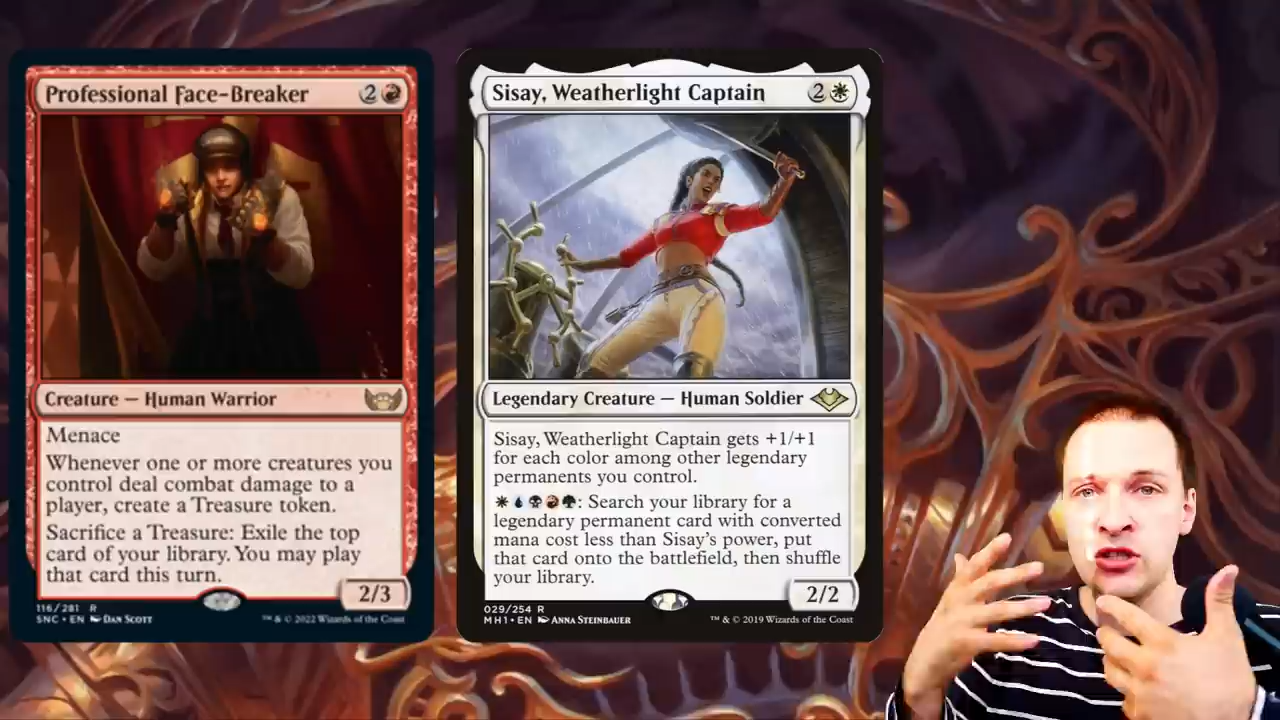 Professional Face-Breaker 2
Creature — Human Warrior
Menace
Whenever one or more creatures you
control deal combat damage to a
player, create a Treasure token.
Sacrifice a Treasure: Exile the top
card of your library. You may play
that card this turn.
2/3
116/281 R
SNC • EN DAN SCOTT
™ & © 2022 Wizards of the Coast
Sisay, Weatherlight Captain 2
Legendary Creature — Human Soldier
Sisay, Weatherlight Captain gets +1/+1
for each color among other legendary
permanents you control.
: Search your library for a
legendary permanent card with converted
mana cost less than Sisay's power, put
that card onto the battlefield, then shuffle
your library.
2/2
029/254 R
MH1 • EN ANNA STEINBAUER
™ & © 2019 Wizards of the Coast